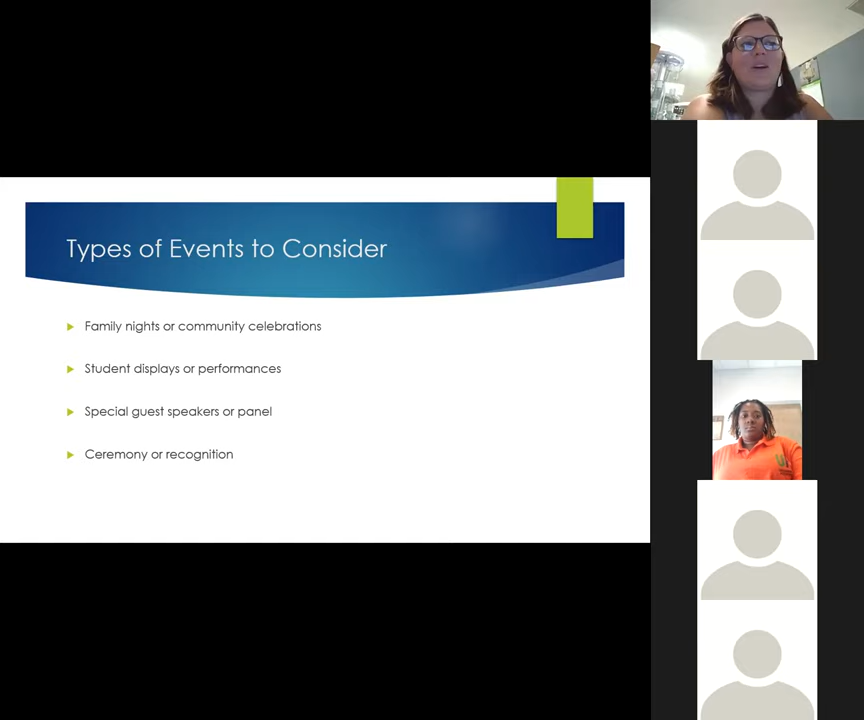 Types of Events to Consider
Family nights or community celebrations
Student displays or performances
Special guest speakers or panel
Ceremony or recognition